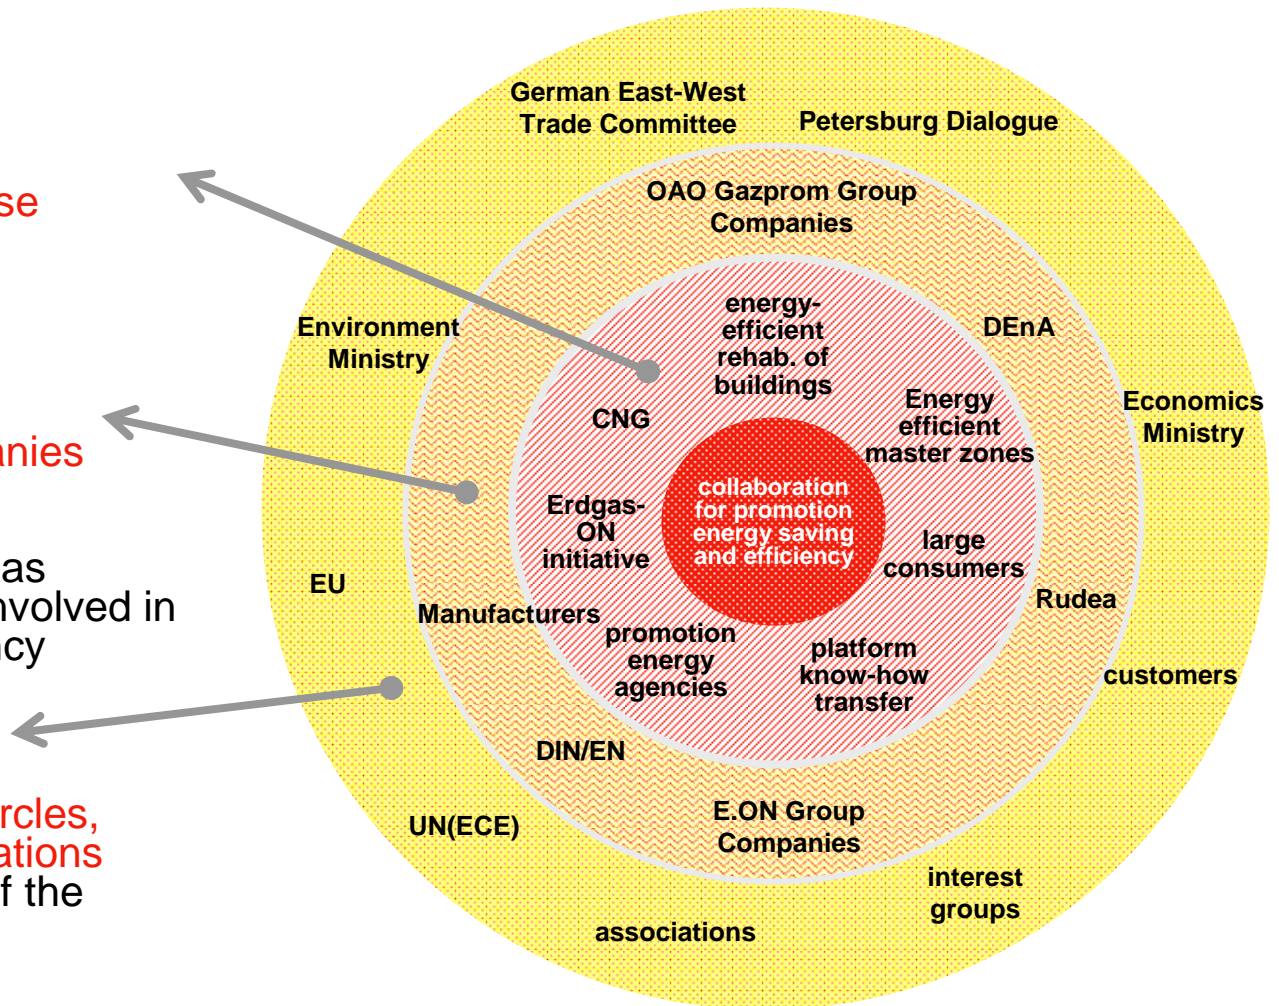 se
anies
as
nvolved in
ncy
rcles,
ations
f the
German East-West
Trade Committee
Petersburg Dialogue
OAO Gazprom Group
Companies
Environment
Ministry
energy-
efficient
rehab. of
buildings
DEnA
CNG
Energy
efficient
master zones
Economics
Ministry
collaboration
for promotion
energy saving
and efficiency
Erdgas-
ON
initiative
large
consumers
EU
Manufacturers
Rudea
promotion
energy
agencies
platform
know-how
transfer
customers
DIN/EN
UN(ECE)
E.ON Group
Companies
interest
groups
associations